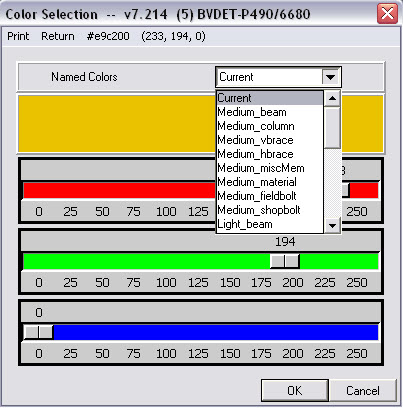 Color Selection -- v7.214 (5) BVDET-P490/6680
Print Return #e9c200 (233, 194, 0)
Named Colors Current
Current
Medium_beam
Medium_column
Medium_vbrace
Medium_hbrace
Medium_miscMem
Medium_material
Medium_fieldbolt
Medium_shopbolt
Light_beam
3
0 25 50 75 100 125 150 175 250
194
0 25 50 75 100 125 150 175 200 225 250
0
0 25 50 75 100 125 150 175 200 225 250
OK Cancel